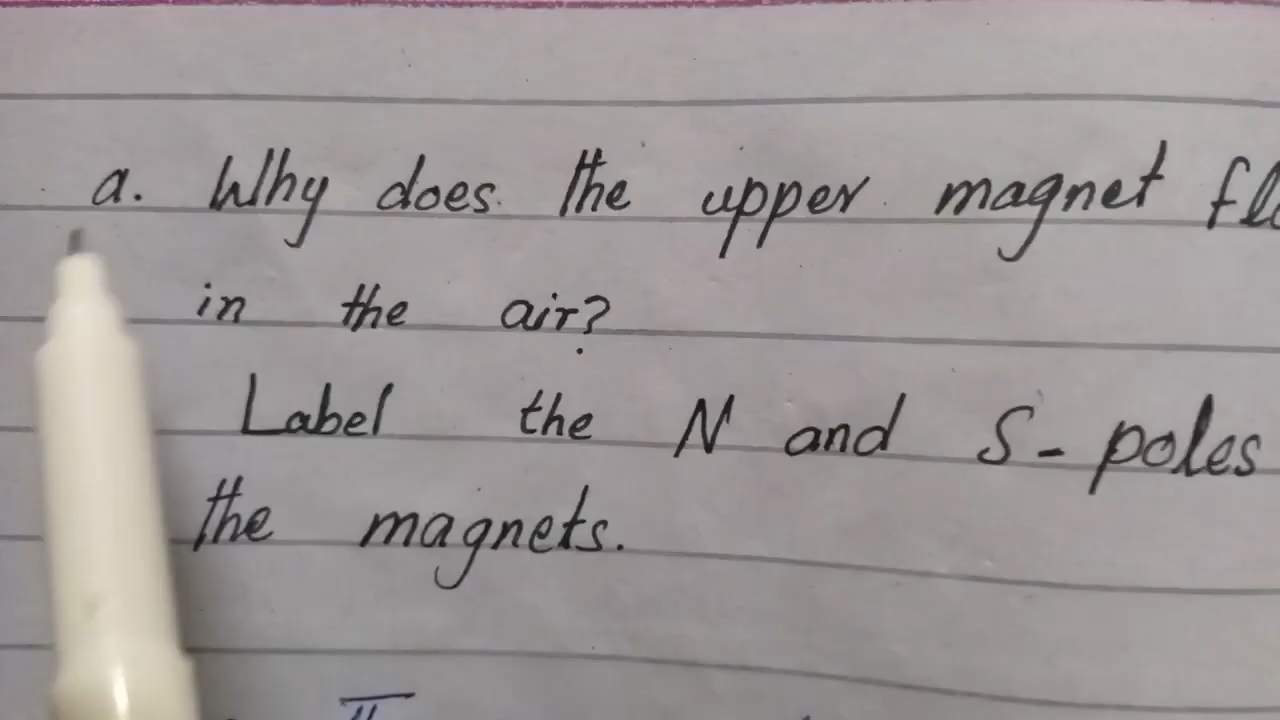 a. Why does the upper magnet
in the air?
Label the N and S-poles
the magnets.